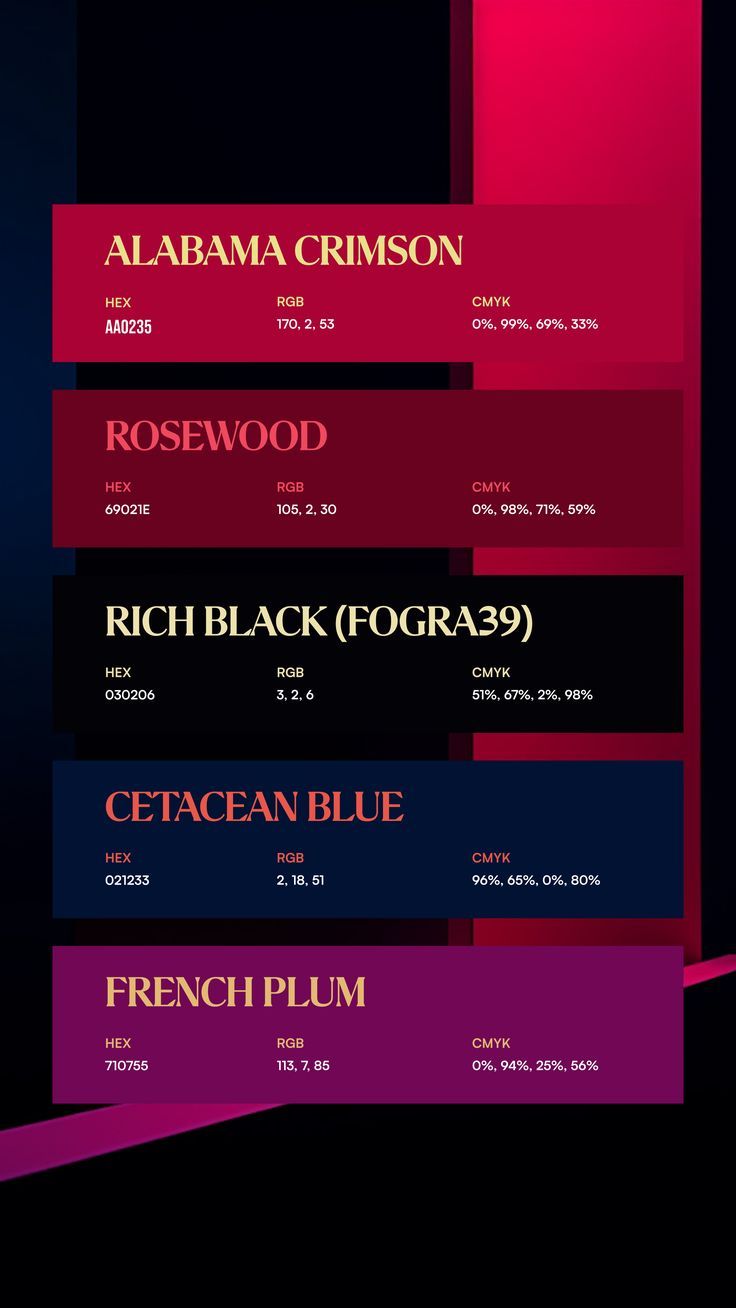 ALABAMA CRIMSON
HEX RGB CMYK
AA0235 170, 2, 53 0%, 99%, 69%, 33%
ROSEWOOD
HEX RGB CMYK
69021E 105, 2, 30 0%, 98%, 71%, 59%
RICH BLACK (FOGRA39)
HEX RGB CMYK
030206 3, 2, 6 51%, 67%, 2%, 98%
CETACEAN BLUE
HEX RGB CMYK
021233 2, 18, 51 96%, 65%, 0%, 80%
FRENCH PLUM
HEX RGB CMYK
710755 113, 7, 85 0%, 94%, 25%, 56%